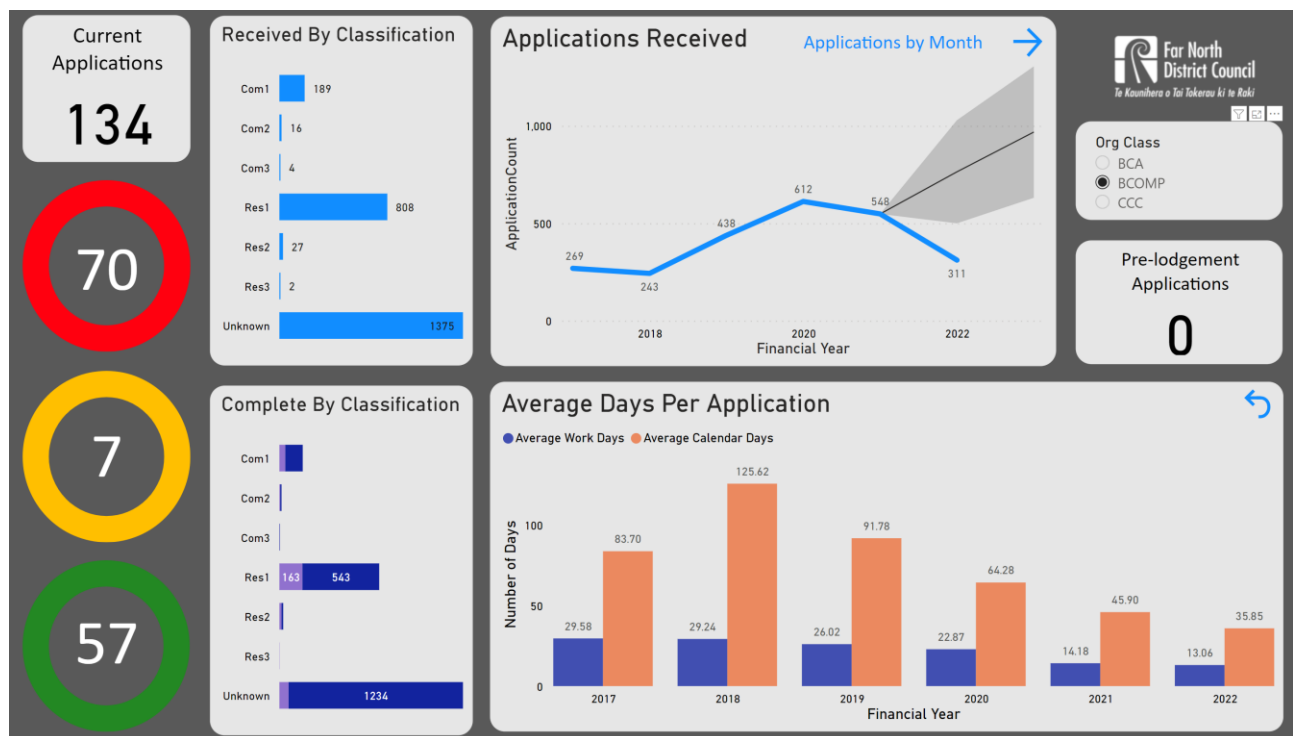 Current
Applications
134
70
7
57
Received By Classification
Com1 189
Com2 16
Com3 4
Res1 808
Res2 27
Res3 2
Unknown 1375
Complete By Classification
Com1
Com2
Com3
Res1 163 543
Res2
Res3
Unknown 1234
Applications Received
Applications by Month
ApplicationCount
1,000
500
0
269
243
438
612
548
311
2018 2020 2022
Financial Year
Far North
District Council
Te Kaunihera o Tai Tokerau ki te Raki
Org Class
BCA
BCOMP
CCC
Pre-lodgement
Applications
0
Average Days Per Application
Average Work Days Average Calendar Days
Number of Days
100
50
0
29.58 83.70
29.24 125.62
26.02 91.78
22.87 64.28
14.18 45.90
13.06 35.85
2017 2018 2019 2020 2021 2022
Financial Year